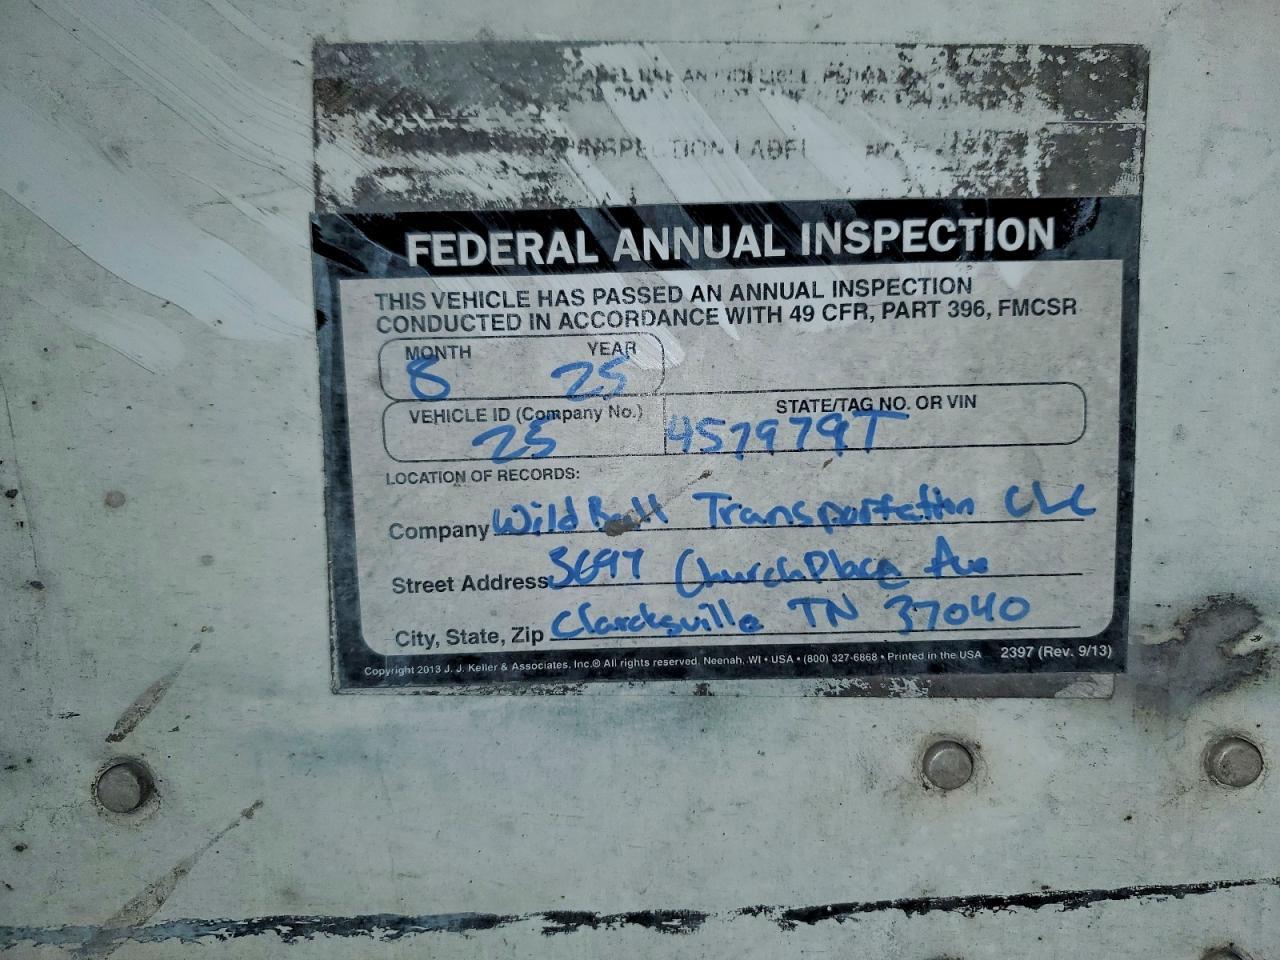 INSPECTION LABEL
FEDERAL ANNUAL INSPECTION
THIS VEHICLE HAS PASSED AN ANNUAL INSPECTION
CONDUCTED IN ACCORDANCE WITH 49 CFR, PART 396, FMCSR
MONTH YEAR
8 25
VEHICLE ID (Company No.) STATE/TAG NO. OR VIN
25 457979T
LOCATION OF RECORDS:
Company Wild Bull Transportation
Street Address 3697 Church Place Ave
City, State, Zip Clarcksville TN 37040
Copyright 2013 J. J. Keller & Associates, Inc.® All rights reserved. Neenah, WI • USA • (800) 327-6868 • Printed in the USA 2397 (Rev. 9/13)